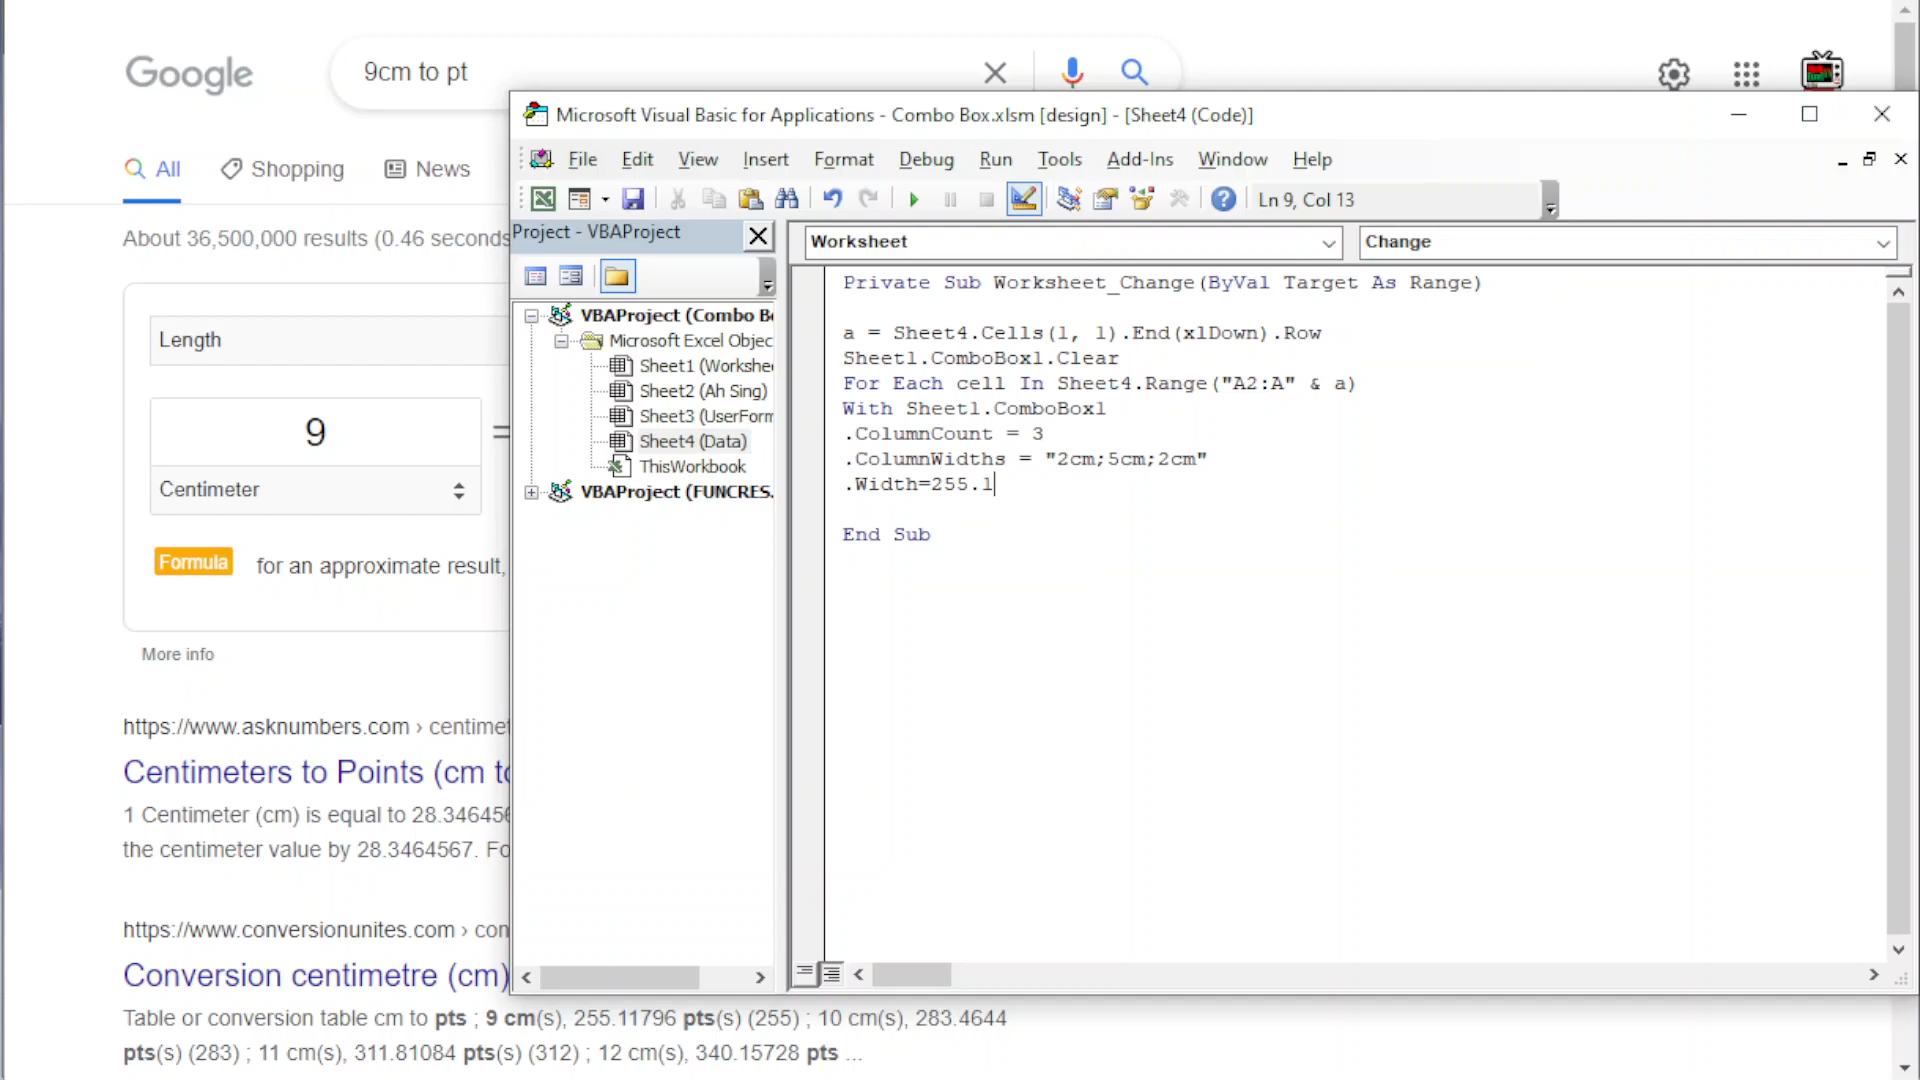 Google
9cm to pt
All
Shopping
News
About 36,500,000 results (0.46 seconds
Length
9
=
Centimeter
Formula
for an approximate result,
More info
https://www.asknumbers.com › centimet
Centimeters to Points (cm to
1 Centimeter (cm) is equal to 28.346456
the centimeter value by 28.3464567. Fo
https://www.conversionunites.com › con
Conversion centimetre (cm)
Table or conversion table cm to pts ; 9 cm(s), 255.11796 pts(s) (255) ; 10 cm(s), 283.4644
pts(s) (283) ; 11 cm(s), 311.81084 pts(s) (312) ; 12 cm(s), 340.15728 pts ...
Microsoft Visual Basic for Applications - Combo Box.xlsm [design] - [Sheet4 (Code)]
File Edit View Insert Format Debug Run Tools Add-Ins Window Help
Ln 9, Col 13
Project - VBAProject
VBAProject (Combo Bo
Microsoft Excel Objec
Sheet1 (Workshe
Sheet2 (Ah Sing)
Sheet3 (UserForm
Sheet4 (Data)
ThisWorkbook
VBAProject (FUNCRES.
Worksheet
Change
Private Sub Worksheet_Change(ByVal Target As Range)
a = Sheet4.Cells(1, 1).End(xlDown).Row
Sheet1.ComboBox1.Clear
For Each cell In Sheet4.Range("A2:A" & a)
With Sheet1.ComboBox1
.ColumnCount = 3
.ColumnWidths = "2cm;5cm;2cm"
.Width=255.1
End Sub